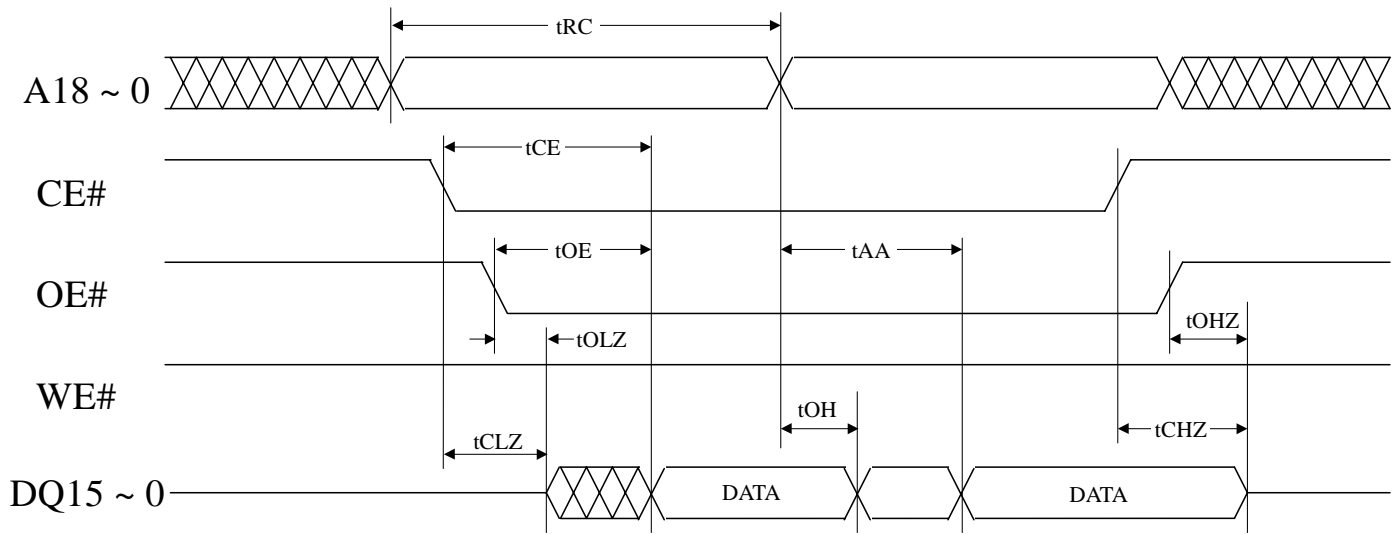 tRC
A18 ~ 0
tCE
CE#
tOE
tAA
OE#
tOLZ
tOHZ
WE#
tOH
tCLZ
tCHZ
DQ15 ~ 0
DATA
DATA